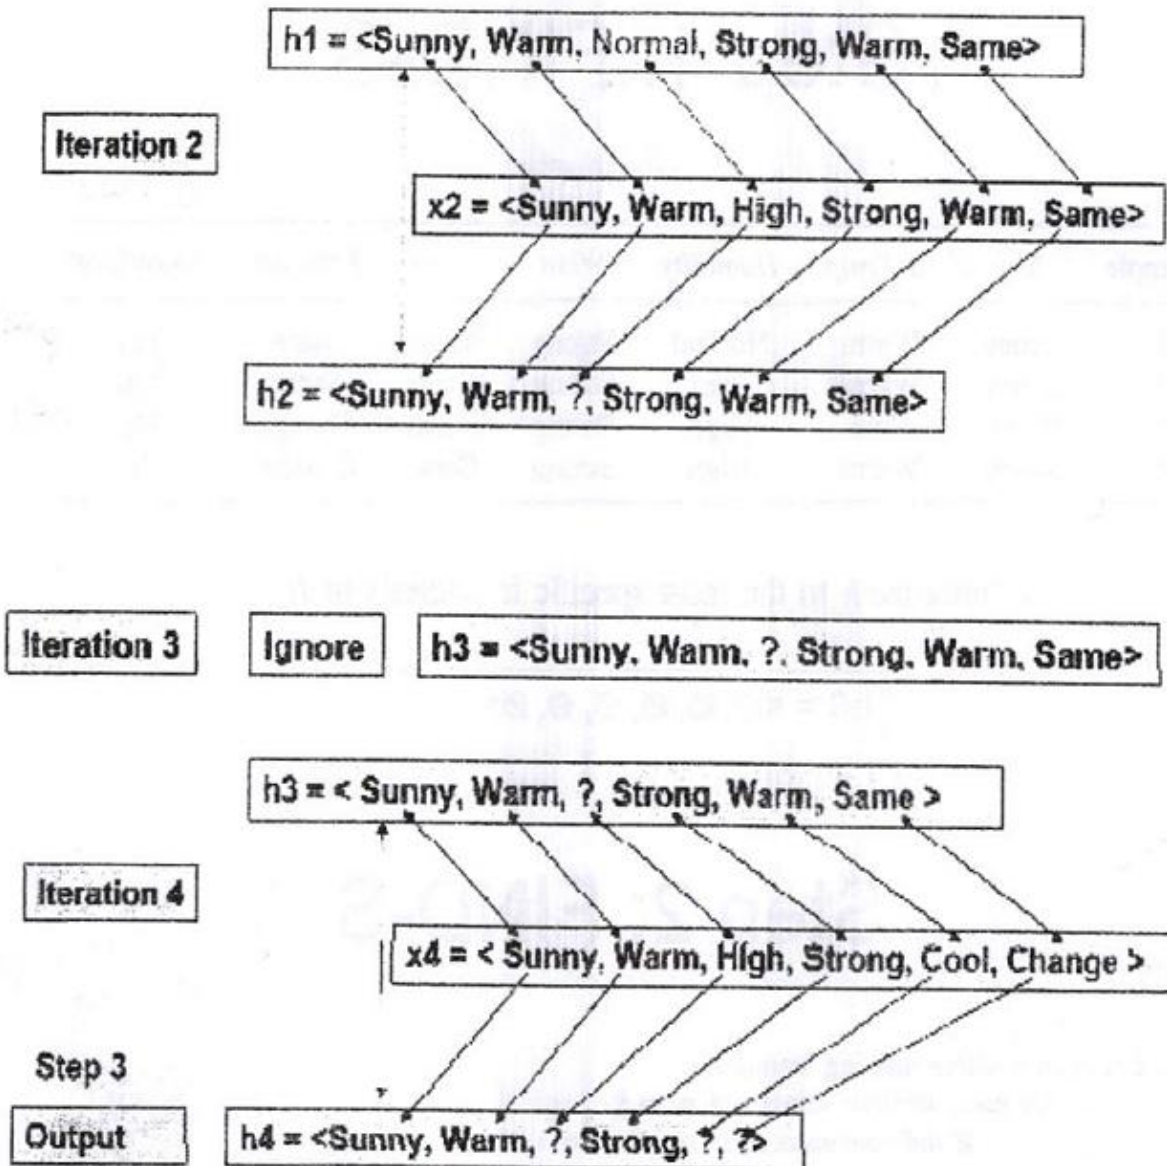 h1 = <Sunny, Warm, Normal, Strong, Warm, Same>
Iteration 2
x2 = <Sunny, Warm, High, Strong, Warm, Same>
h2 = <Sunny, Warm, ?, Strong, Warm, Same>
Iteration 3
Ignore
h3 = <Sunny, Warm, ?, Strong, Warm, Same>
h3 = < Sunny, Warm, ?, Strong, Warm, Same >
Iteration 4
x4 = < Sunny, Warm, High, Strong, Cool, Change >
Step 3
Output
h4 = <Sunny, Warm, ?, Strong, ?, ?>